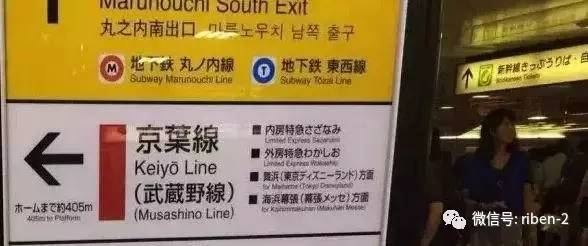 Marunouchi South Exit
丸之内南出口 마루노우치 남쪽 출구
M 地下鉄 丸ノ内線
Subway Marunouchi Line
T 地下鉄 東西線
Subway Tōzai Line
新幹線きっぷうりば・自
Shinkansen Tickets
京葉線
Keiyō Line
(武蔵野線)
(Musashino Line)
ホームまで約405m
405m to Platform
■ 内房特急さざなみ
Limited Express Sazanami
■ 外房特急わかしお
Limited Express Wakashio
■ 舞浜(東京ディズニーランド)方面
for Maihama (Tokyo Disneyland)
■ 海浜幕張(幕張メッセ)方面
for Kaihimmakuhari (Makuhari Messe)
微信号: riben-2